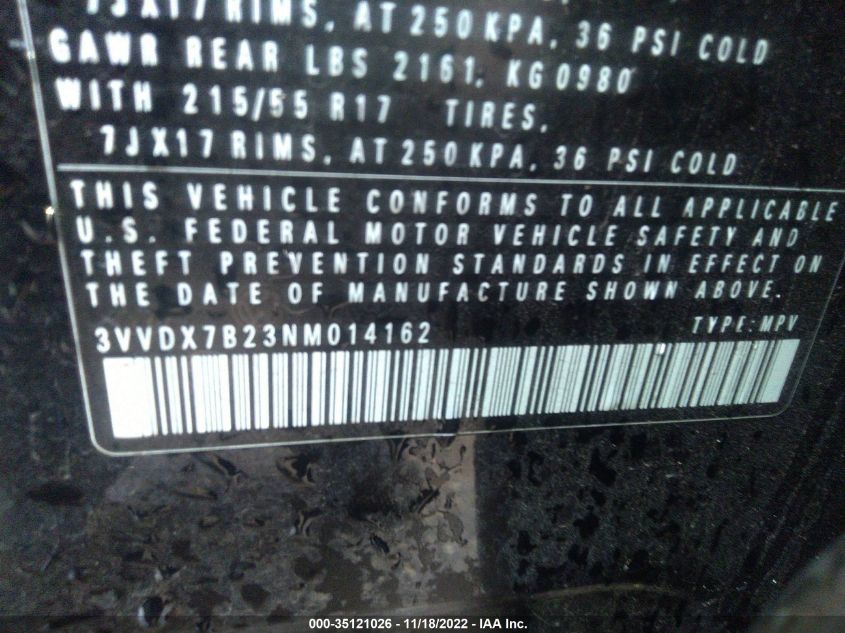 7JX17 RIMS, AT 250 KPA, 36 PSI COLD
GAWR REAR LBS 2161, KG 0980
WITH 215/55 R17 TIRES,
7JX17 RIMS, AT 250 KPA, 36 PSI COLD
THIS VEHICLE CONFORMS TO ALL APPLICABLE
U.S. FEDERAL MOTOR VEHICLE SAFETY AND
THEFT PREVENTION STANDARDS IN EFFECT ON
THE DATE OF MANUFACTURE SHOWN ABOVE.
3VVDX7B23NM014162 TYPE: MPV
000-35121026 - 11/18/2022 - IAA Inc.